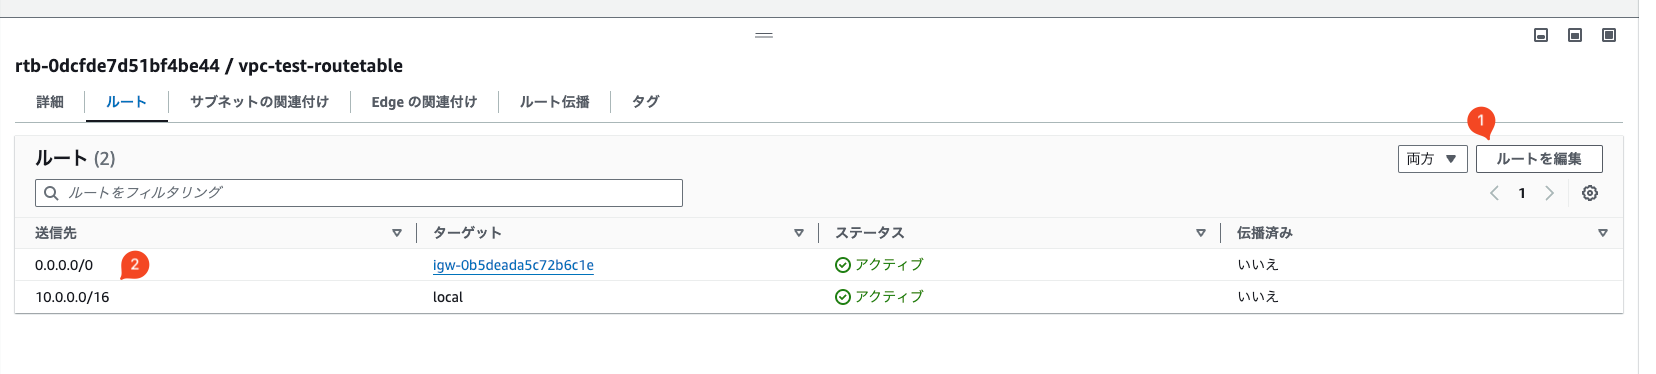 rtb-0dcfde7d51bf4be44 / vpc-test-routetable
詳細 ルート サブネットの関連付け Edge の関連付け ルート伝播 タグ
1
ルート (2) 両方 ルートを編集
ルートをフィルタリング 1
送信先 ターゲット ステータス 伝播済み
0.0.0.0/0 2 igw-0b5deada5c72b6c1e アクティブ いいえ
10.0.0.0/16 local アクティブ いいえ